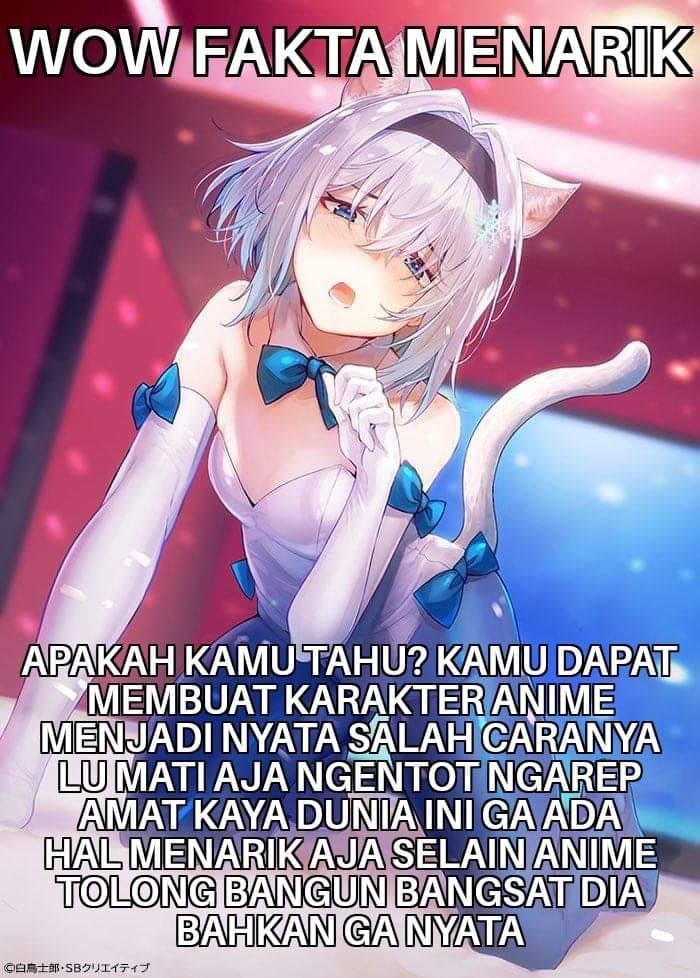 WOW FAKTA MENARIK
APAKAH KAMU TAHU? KAMU DAPAT
MEMBUAT KARAKTER ANIME
MENJADI NYATA SALAH CARANYA
LU MATI AJA NGENTOT NGAREP
AMAT KAYA DUNIA INI GA ADA
HAL MENARIK AJA SELAIN ANIME
TOLONG BANGUN BANGSAT DIA
BAHKAN GA NYATA
©白鳥士郎・SBクリエイティブ